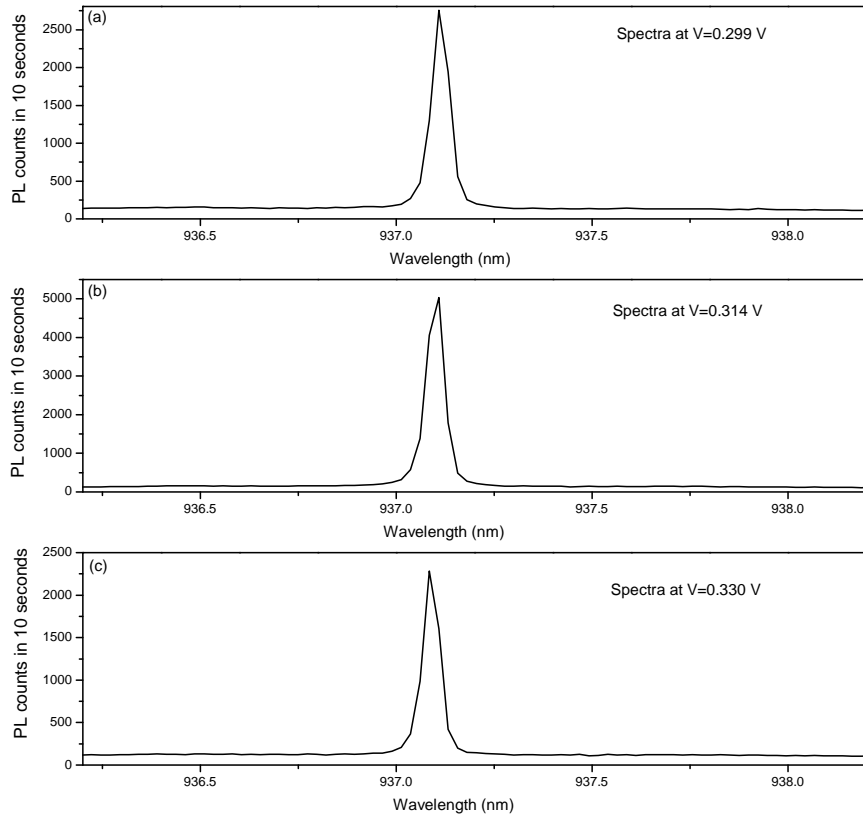 (a)
Spectra at V=0.299 V
PL counts in 10 seconds
2500
2000
1500
1000
500
0
936.5 937.0 937.5 938.0
Wavelength (nm)
(b)
Spectra at V=0.314 V
PL counts in 10 seconds
5000
4000
3000
2000
1000
0
936.5 937.0 937.5 938.0
Wavelength (nm)
(c)
Spectra at V=0.330 V
PL counts in 10 seconds
2500
2000
1500
1000
500
0
936.5 937.0 937.5 938.0
Wavelength (nm)